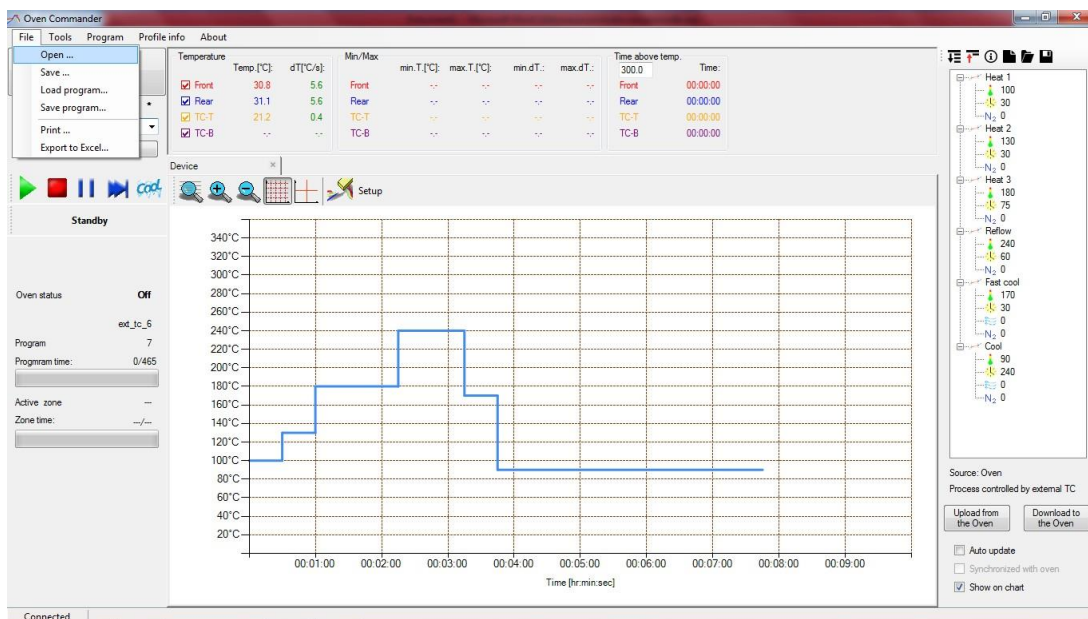 Oven Commander
File Tools Program Profile info About
Open ...
Save ...
Load program...
Save program...
Print ...
Export to Excel...
Temperature
Temp.[°C]: dT[°C/s]:
Front 30.8 5.6
Rear 31.1 5.6
TC-T 21.2 0.4
TC-B -.- -.-
Min/Max
min.T.[°C]: max.T.[°C]: min.dT.: max.dT.:
Front -.- -.- -.- -.-
Rear -.- -.- -.- -.-
TC-T -.- -.- -.- -.-
TC-B -.- -.- -.- -.-
Time above temp.
300.0 Time:
Front 00:00:00
Rear 00:00:00
TC-T 00:00:00
TC-B 00:00:00
Device
cool
Setup
Standby
Oven status Off
ext_tc_6
Program 7
Progmram time: 0/465
Active zone ---
Zone time: ---/---
340°C
320°C
300°C
280°C
260°C
240°C
220°C
200°C
180°C
160°C
140°C
120°C
100°C
80°C
60°C
40°C
20°C
00:01:00 00:02:00 00:03:00 00:04:00 00:05:00 00:06:00 00:07:00 00:08:00 00:09:00
Time [hr:min:sec]
Heat 1
100
30
N₂ 0
Heat 2
130
30
N₂ 0
Heat 3
180
75
N₂ 0
Reflow
240
60
N₂ 0
Fast cool
170
30
0
N₂ 0
Cool
90
240
0
N₂ 0
Source: Oven
Process controlled by external TC
Upload from
the Oven
Download to
the Oven
Auto update
Synchronized with oven
Show on chart
Connected